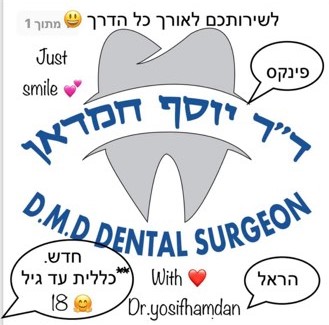 לשירותכם לאורך כל הדרך 😃
1 מתוך
Just
smile 💕
פינקס
ד"ר יוסף חמדאן
D.M.D DENTAL SURGEON
חדש.
**כללית עד גיל
18 🤗
With ❤️
Dr.yosifhamdan
הראל